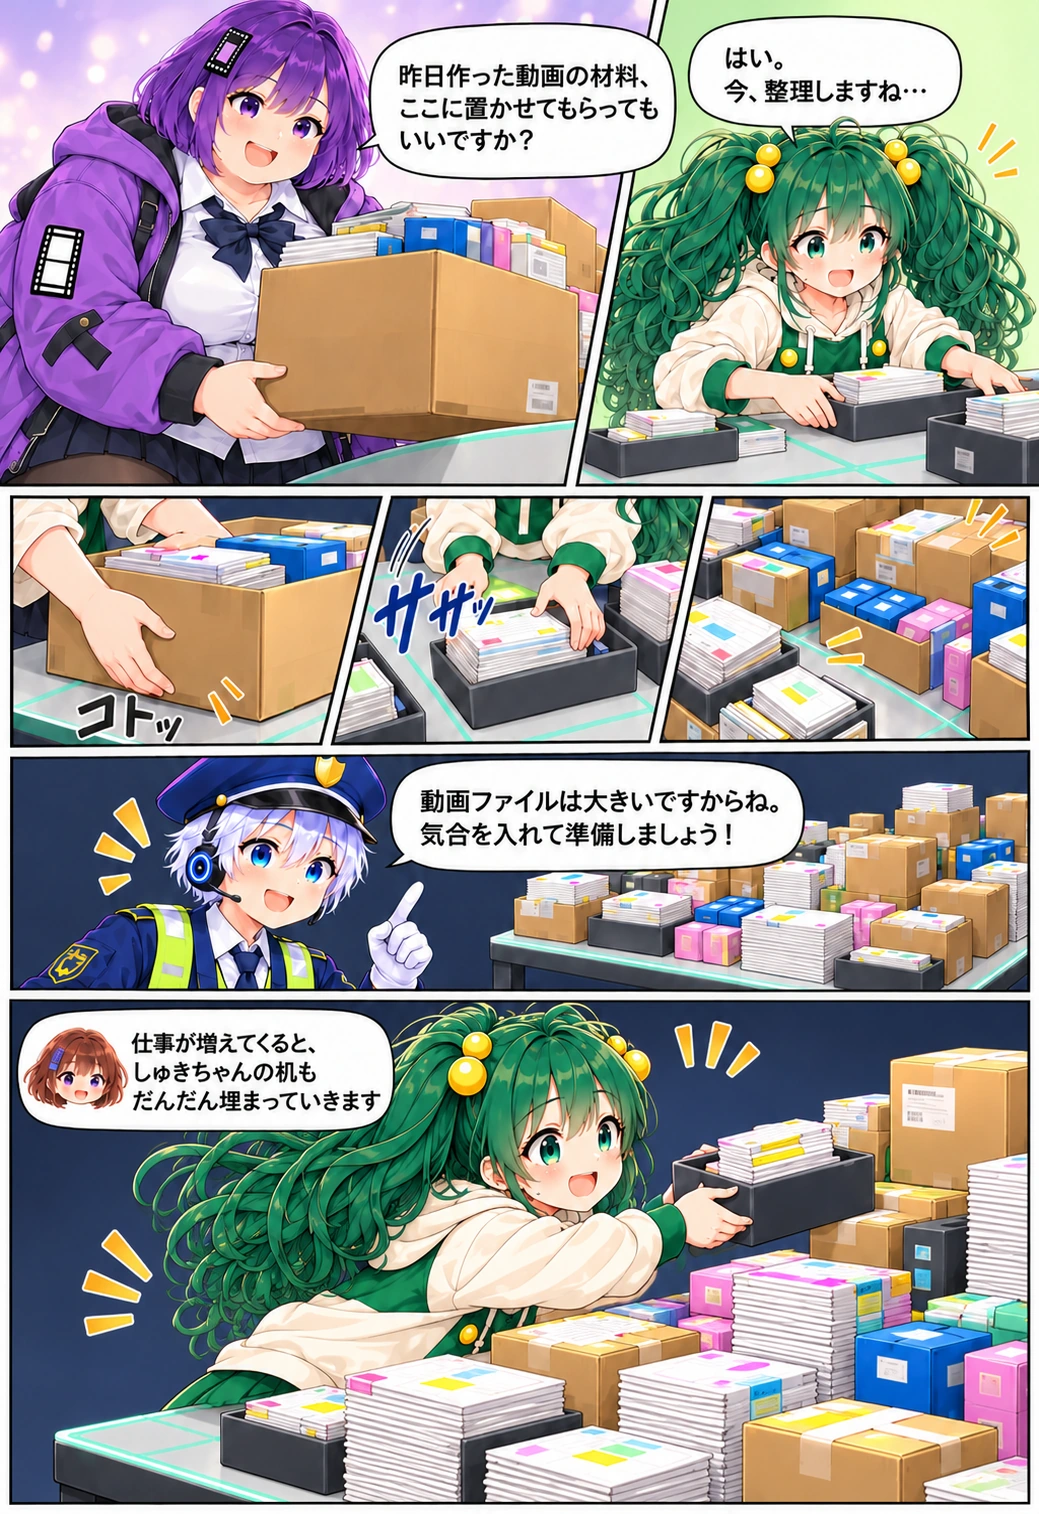 昨日作った動画の材料、
ここに置かせてもらっても
いいですか？
はい。
今、整理しますね…
コトッ
ササッ
動画ファイルは大きいですからね。
気合を入れて準備しましょう！
仕事が増えてくると、
しゅきちゃんの机も
だんだん埋まっていきます